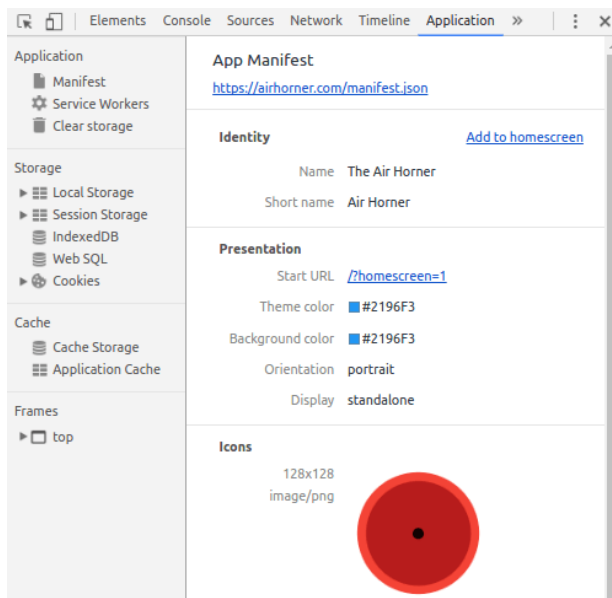 Elements Console Sources Network Timeline Application »
Application
Manifest
Service Workers
Clear storage
Storage
Local Storage
Session Storage
IndexedDB
Web SQL
Cookies
Cache
Cache Storage
Application Cache
Frames
top
App Manifest
https://airhorner.com/manifest.json
Identity Add to homescreen
Name The Air Horner
Short name Air Horner
Presentation
Start URL /?homescreen=1
Theme color #2196F3
Background color #2196F3
Orientation portrait
Display standalone
Icons
128x128
image/png